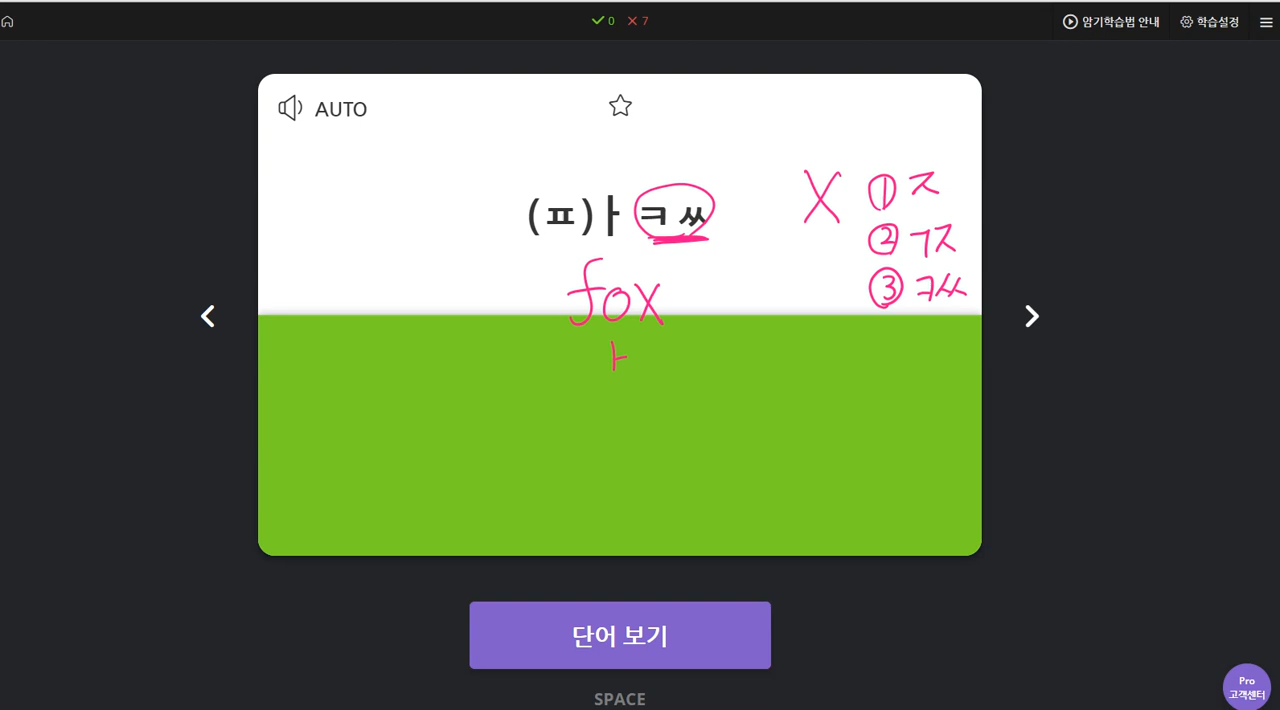 0 7 암기학습법 안내 학습설정
AUTO
(ㅍ)ㅏ ㅋㅆ
X ① ㅈ
② ㄱㅈ
③ ㅋㅆ
fox
ㅏ
단어 보기
SPACE
Pro
고객센터